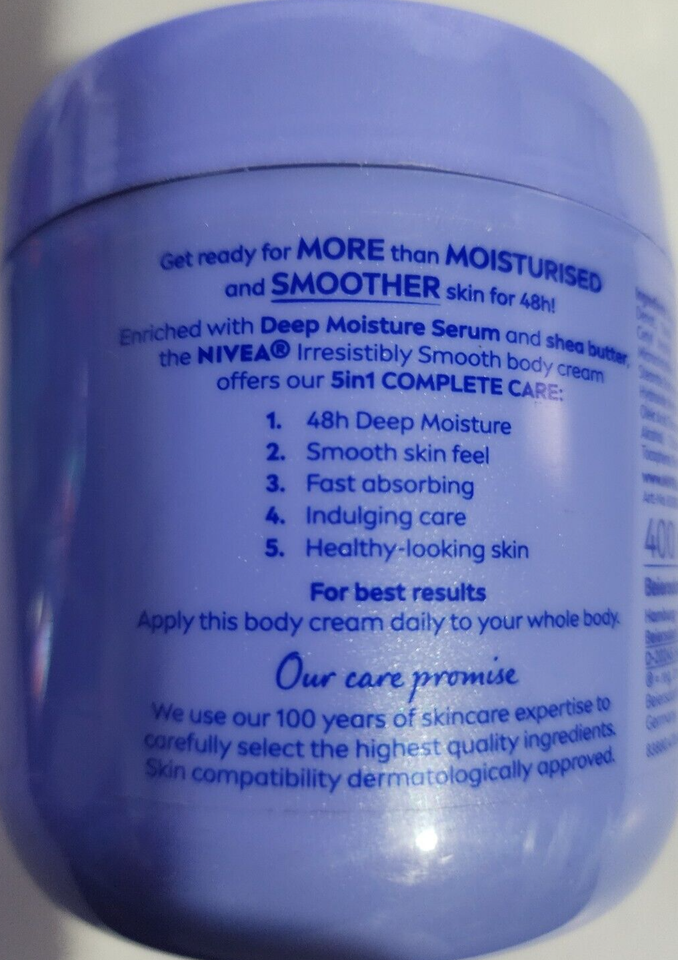 Get ready for MORE than MOISTURISED
and SMOOTHER skin for 48h!
Enriched with Deep Moisture Serum and shea butter,
the NIVEA® Irresistibly Smooth body cream
offers our 5in1 COMPLETE CARE:
1. 48h Deep Moisture
2. Smooth skin feel
3. Fast absorbing
4. Indulging care
5. Healthy-looking skin
For best results
Apply this body cream daily to your whole body.
Our care promise
We use our 100 years of skincare expertise to
carefully select the highest quality ingredients.
Skin compatibility dermatologically approved.
400